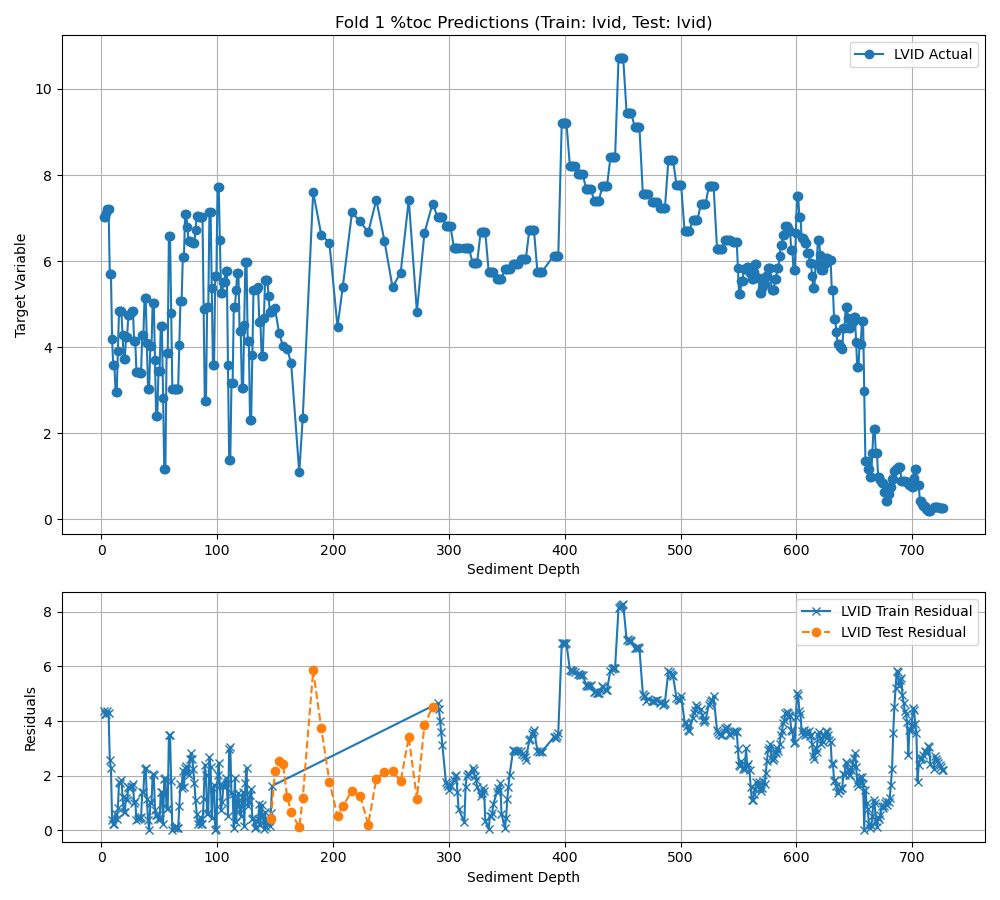 Fold 1 %toc Predictions (Train: lvid, Test: lvid)
LVID Actual
Target Variable
10
8
6
4
2
0
0 100 200 300 400 500 600 700
Sediment Depth
LVID Train Residual
LVID Test Residual
Residuals
8
6
4
2
0
0 100 200 300 400 500 600 700
Sediment Depth